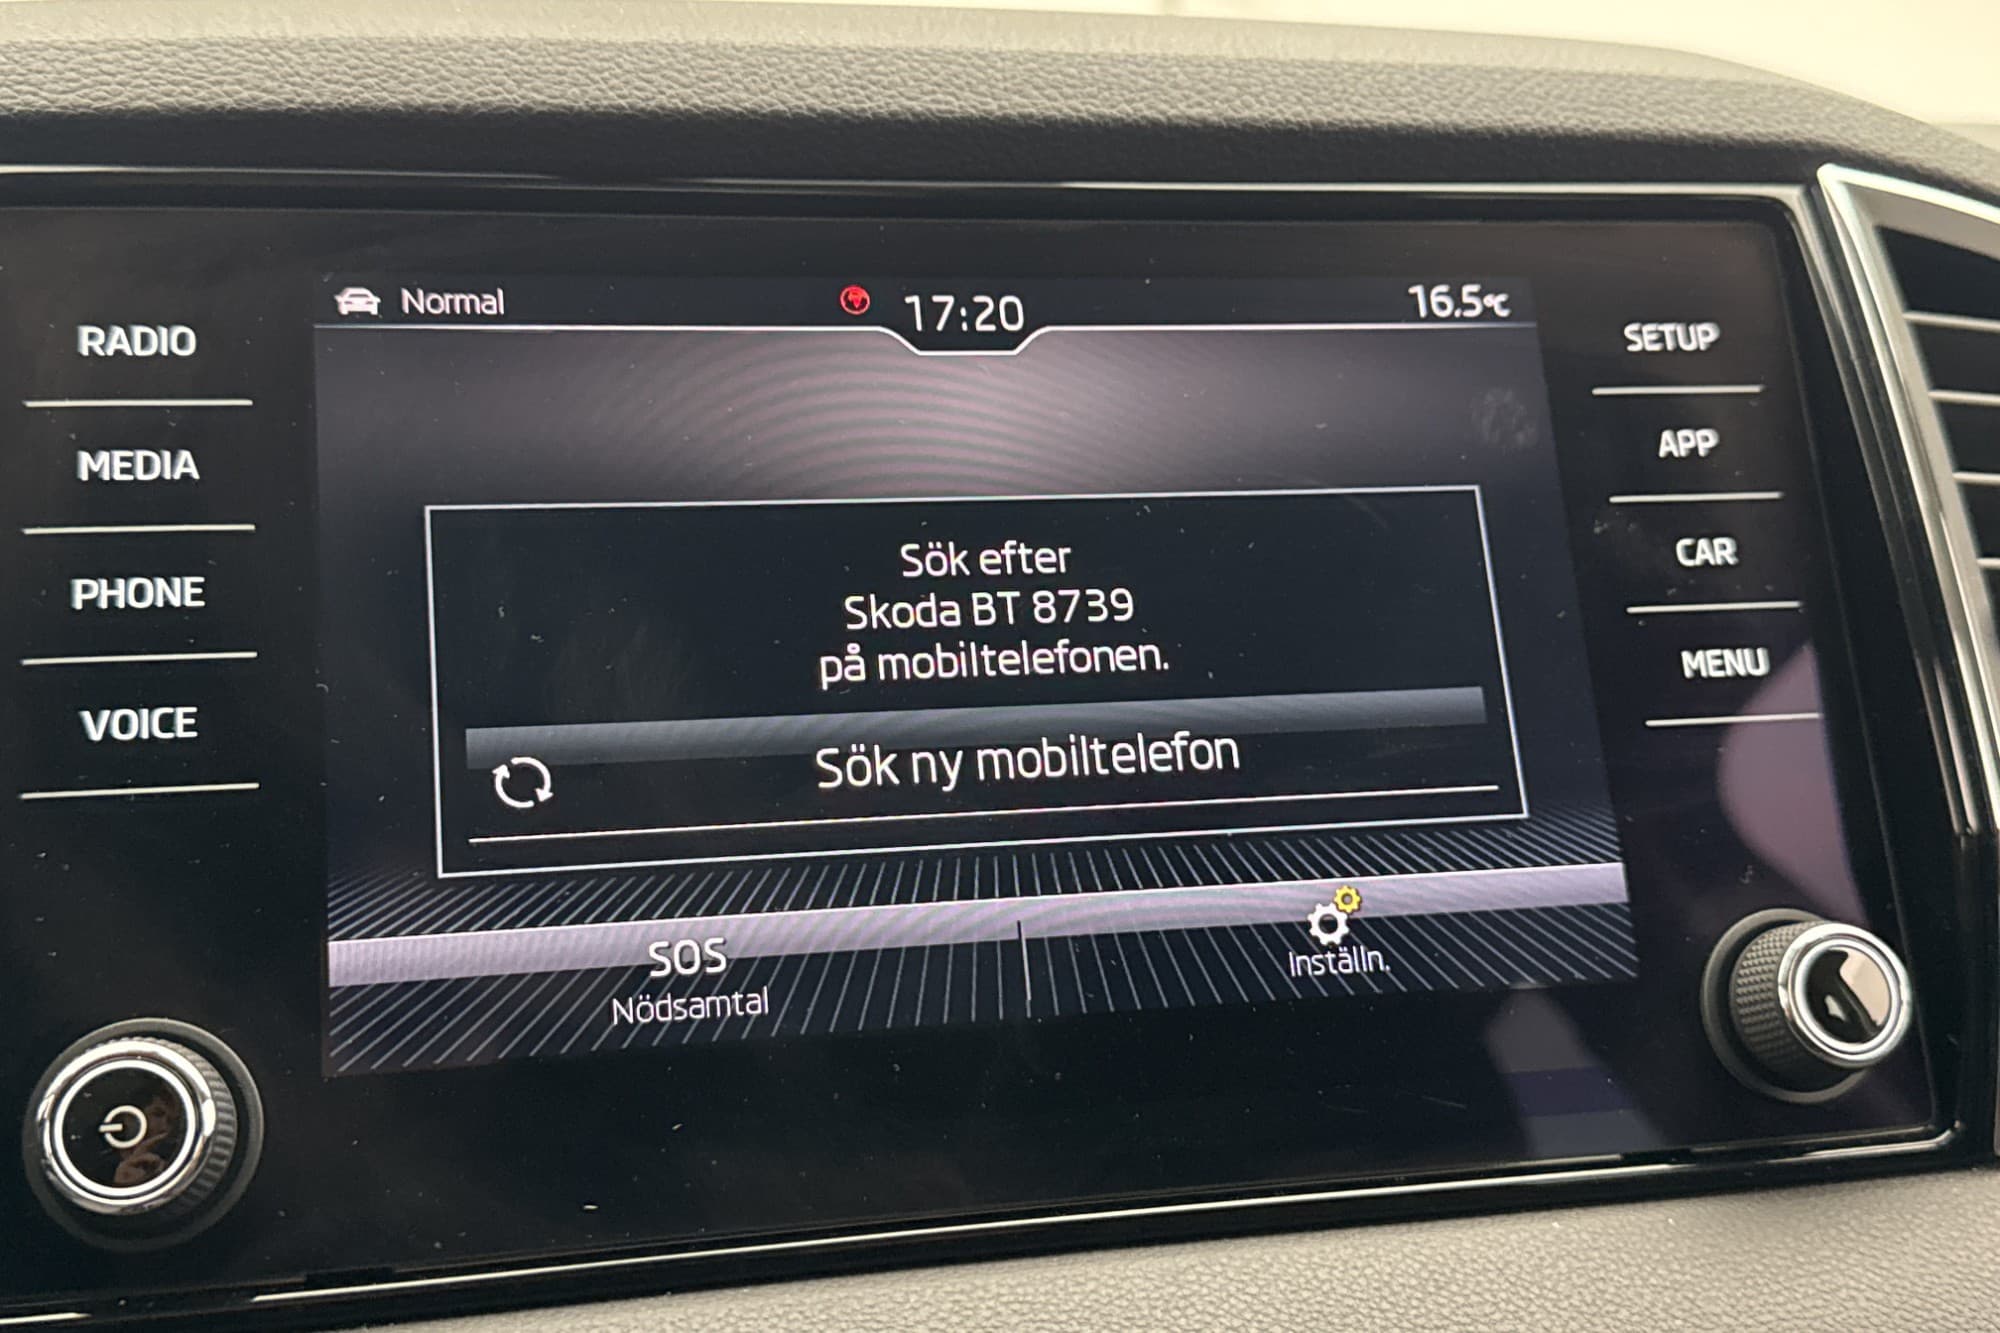 Normal
17:20
16.5°C
RADIO
MEDIA
PHONE
VOICE
Sök efter
Skoda BT 8739
på mobiltelefonen.
Sök ny mobiltelefon
SOS
Nödsamtal
Inställn.
SETUP
APP
CAR
MENU